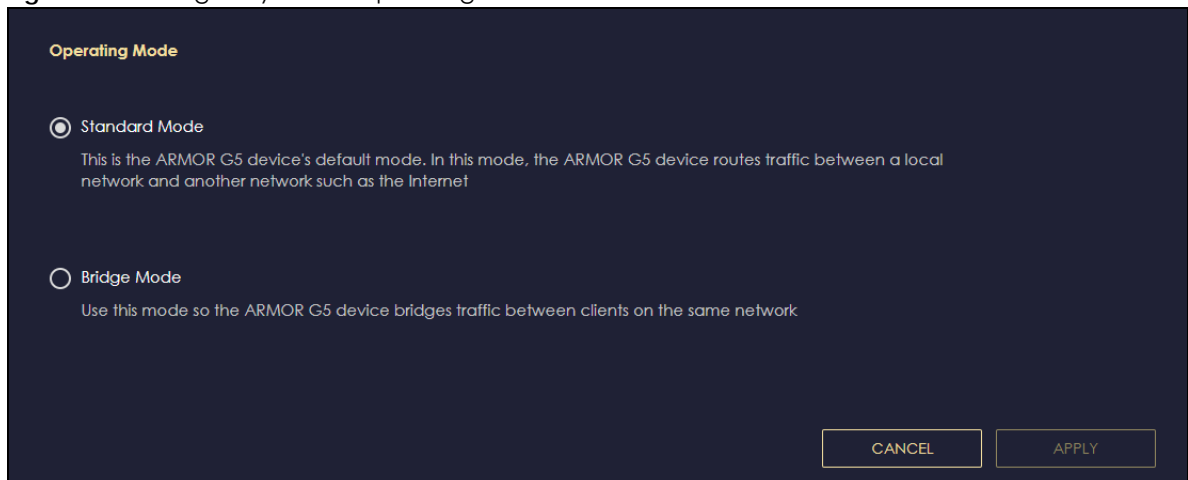 Operating Mode
Standard Mode
This is the ARMOR G5 device's default mode. In this mode, the ARMOR G5 device routes traffic between a local
network and another network such as the Internet
Bridge Mode
Use this mode so the ARMOR G5 device bridges traffic between clients on the same network
CANCEL APPLY